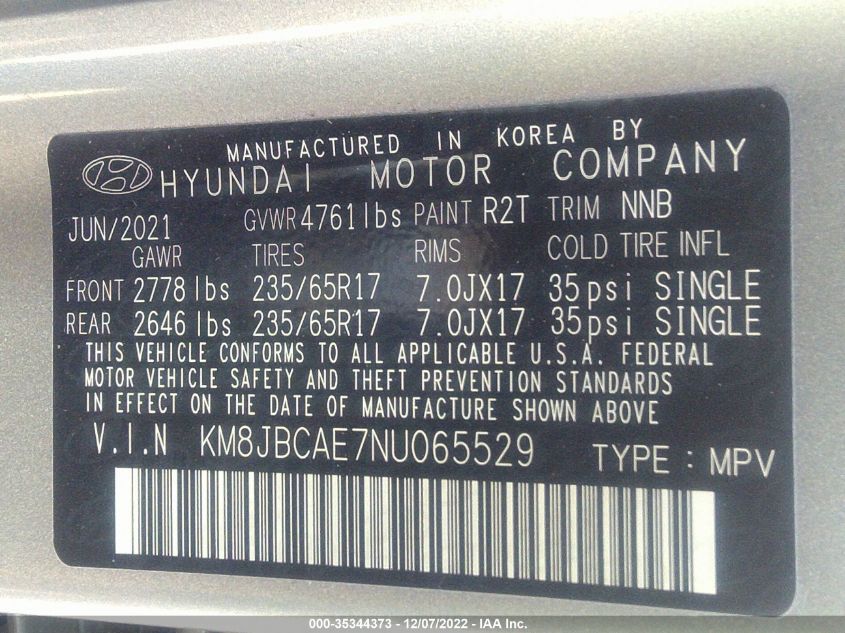 MANUFACTURED IN KOREA BY
HYUNDAI MOTOR COMPANY
JUN/2021 GVWR 4761 lbs PAINT R2T TRIM NNB
GAWR TIRES RIMS COLD TIRE INFL
FRONT 2778 lbs 235/65R17 7.0JX17 35psi SINGLE
REAR 2646 lbs 235/65R17 7.0JX17 35psi SINGLE
THIS VEHICLE CONFORMS TO ALL APPLICABLE U.S.A. FEDERAL
MOTOR VEHICLE SAFETY AND THEFT PREVENTION STANDARDS
IN EFFECT ON THE DATE OF MANUFACTURE SHOWN ABOVE
V.I.N KM8JBCAE7NU065529 TYPE : MPV
000-35344373 - 12/07/2022 - IAA Inc.